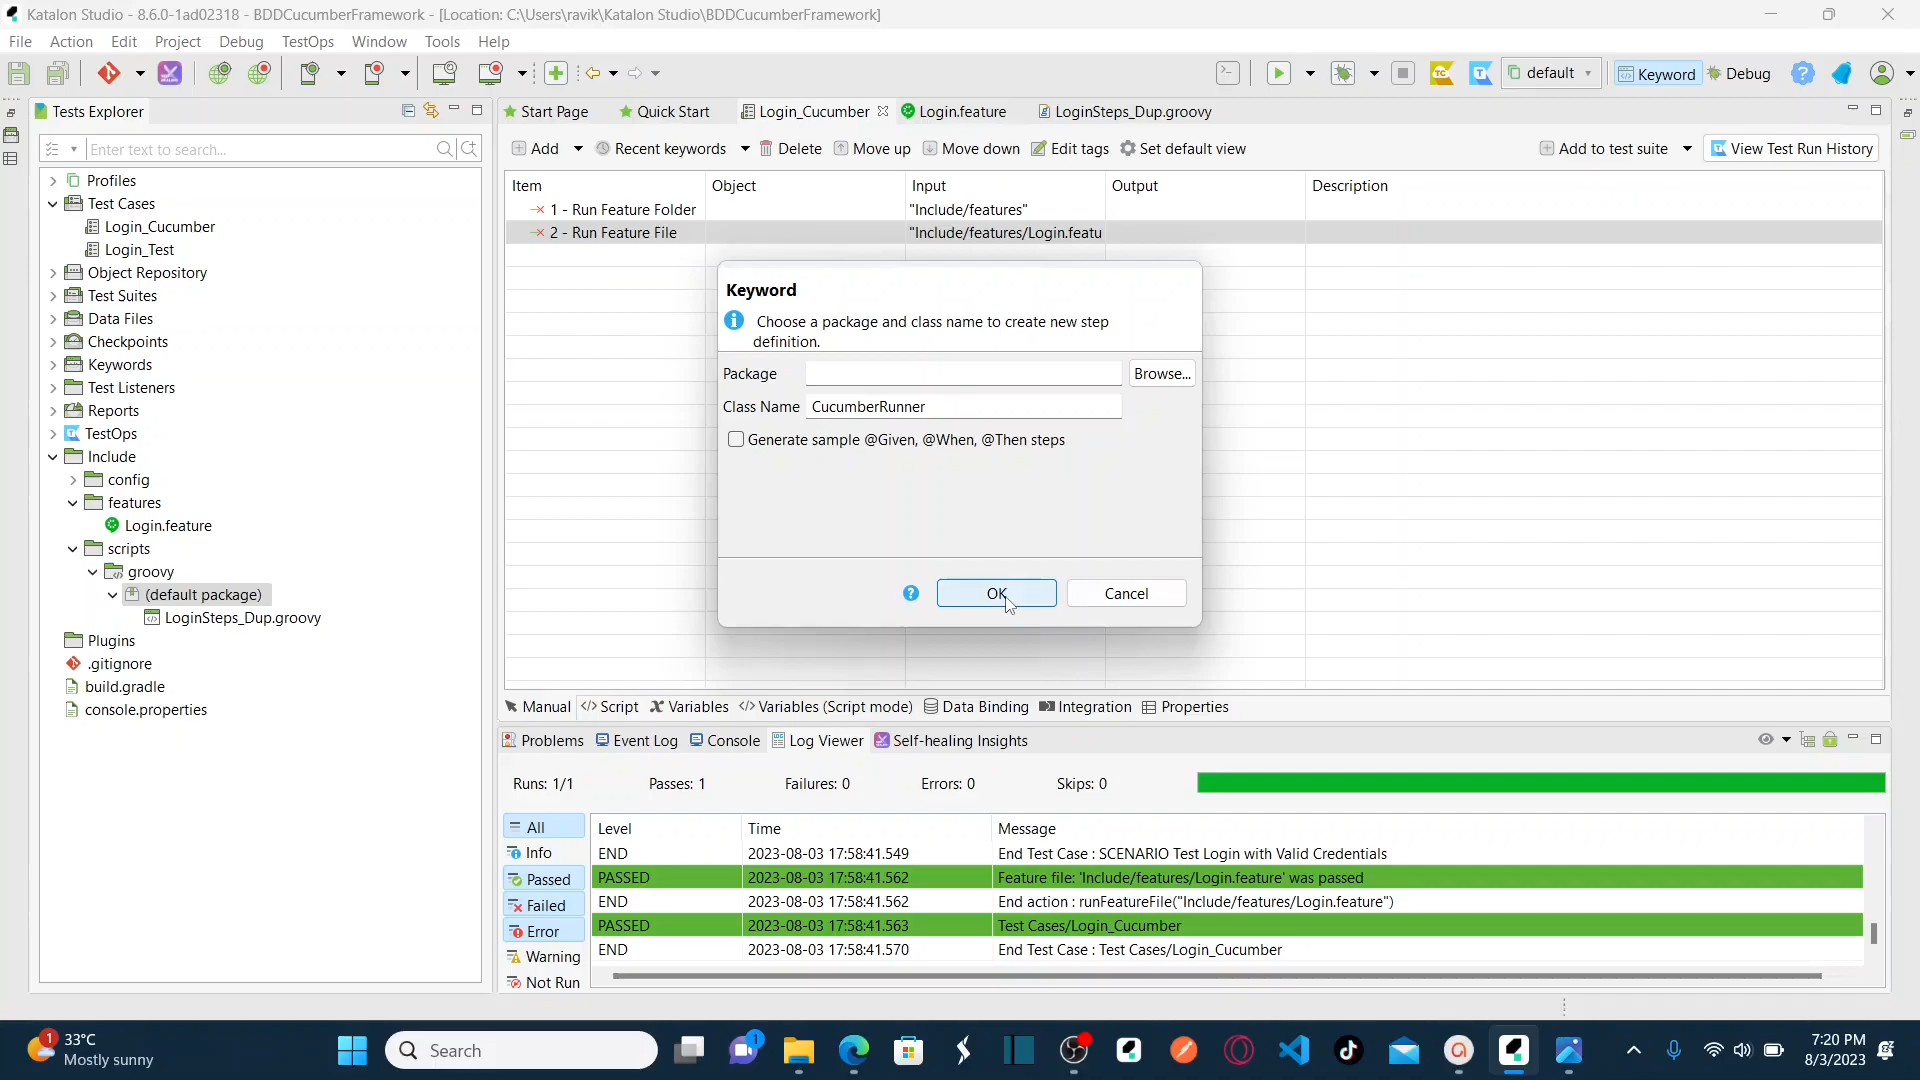 Katalon Studio - 8.6.0-1ad02318 - BDDCucumberFramework - [Location: C:\Users\ravik\Katalon Studio\BDDCucumberFramework]
File Action Edit Project Debug TestOps Window Tools Help
default Keyword Debug
Tests Explorer
Enter text to search...
Profiles
Test Cases
Login_Cucumber
Login_Test
Object Repository
Test Suites
Data Files
Checkpoints
Keywords
Test Listeners
Reports
TestOps
Include
config
features
Login.feature
scripts
groovy
(default package)
LoginSteps_Dup.groovy
Plugins
.gitignore
build.gradle
console.properties
Start Page Quick Start Login_Cucumber Login.feature LoginSteps_Dup.groovy
Add Recent keywords Delete Move up Move down Edit tags Set default view Add to test suite View Test Run History
Item Object Input Output Description
1 - Run Feature Folder "Include/features"
2 - Run Feature File "Include/features/Login.featu
Keyword
Choose a package and class name to create new step
definition.
Package Browse...
Class Name CucumberRunner
Generate sample @Given, @When, @Then steps
OK Cancel
Manual Script Variables Variables (Script mode) Data Binding Integration Properties
Problems Event Log Console Log Viewer Self-healing Insights
Runs: 1/1 Passes: 1 Failures: 0 Errors: 0 Skips: 0
All
Info
Passed
Failed
Error
Warning
Not Run
Level Time Message
END 2023-08-03 17:58:41.549 End Test Case : SCENARIO Test Login with Valid Credentials
PASSED 2023-08-03 17:58:41.562 Feature file: 'Include/features/Login.feature' was passed
END 2023-08-03 17:58:41.562 End action : runFeatureFile("Include/features/Login.feature")
PASSED 2023-08-03 17:58:41.563 Test Cases/Login_Cucumber
END 2023-08-03 17:58:41.570 End Test Case : Test Cases/Login_Cucumber
1 33°C
Mostly sunny
Search
1
7:20 PM
8/3/2023